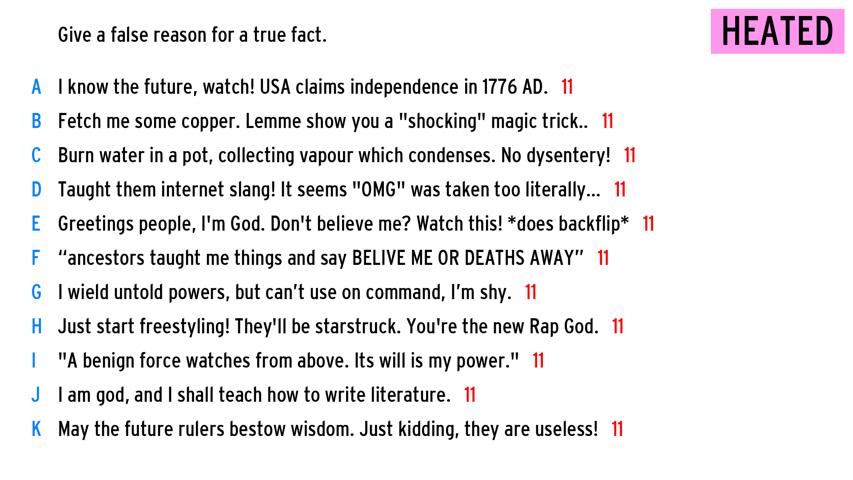 Give a false reason for a true fact.
HEATED
A I know the future, watch! USA claims independence in 1776 AD. 11
B Fetch me some copper. Lemme show you a "shocking" magic trick.. 11
C Burn water in a pot, collecting vapour which condenses. No dysentery! 11
D Taught them internet slang! It seems "OMG" was taken too literally... 11
E Greetings people, I'm God. Don't believe me? Watch this! *does backflip* 11
F “ancestors taught me things and say BELIVE ME OR DEATHS AWAY” 11
G I wield untold powers, but can’t use on command, I’m shy. 11
H Just start freestyling! They'll be starstruck. You're the new Rap God. 11
I "A benign force watches from above. Its will is my power." 11
J I am god, and I shall teach how to write literature. 11
K May the future rulers bestow wisdom. Just kidding, they are useless! 11